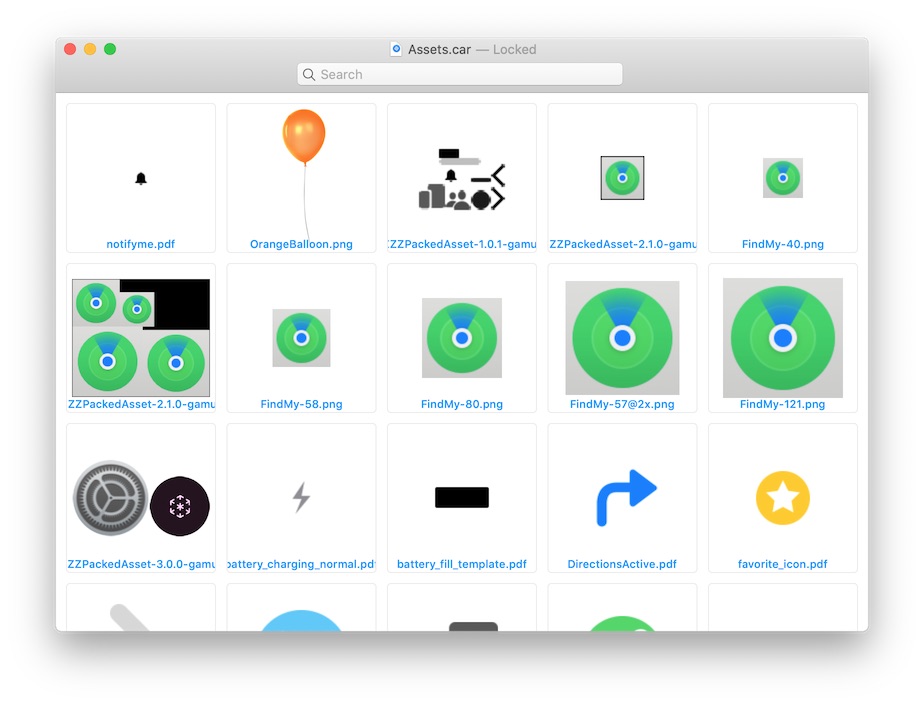 Assets.car — Locked
Search
notifyme.pdf
OrangeBalloon.png
ZZPackedAsset-1.0.1-gamu
ZZPackedAsset-2.1.0-gamu
FindMy-40.png
ZZPackedAsset-2.1.0-gamu
FindMy-58.png
FindMy-80.png
FindMy-57@2x.png
FindMy-121.png
ZZPackedAsset-3.0.0-gamu
battery_charging_normal.pdf
battery_fill_template.pdf
DirectionsActive.pdf
favorite_icon.pdf